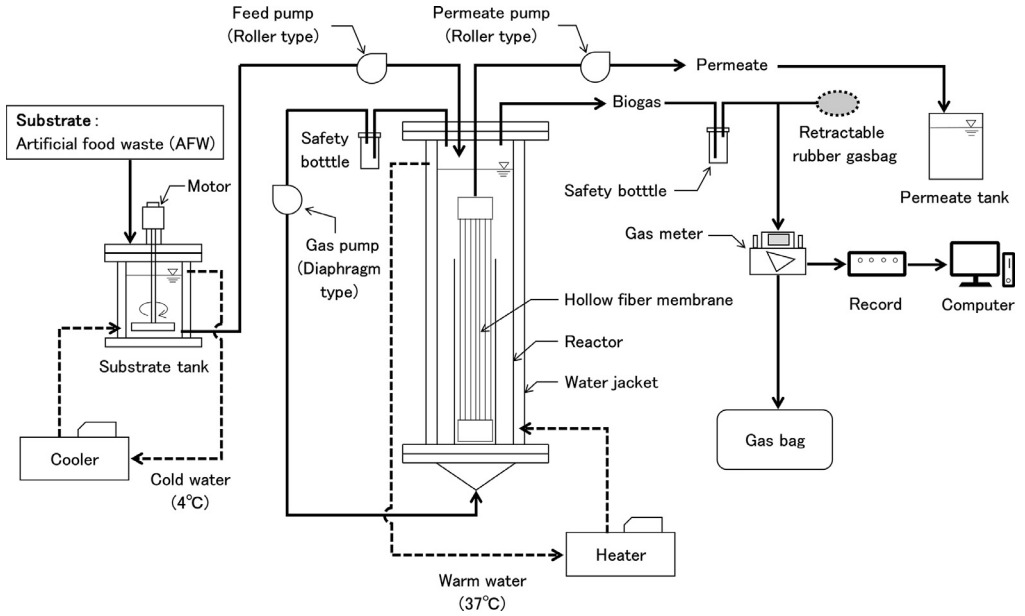 Feed pump
(Roller type)
Permeate pump
(Roller type)
Permeate
Biogas
Substrate :
Artificial food waste (AFW)
Safety
botttle
Retractable
rubber gasbag
Safety botttle
Permeate tank
Motor
Gas pump
(Diaphragm
type)
Gas meter
Hollow fiber membrane
Record
Computer
Reactor
Substrate tank
Water jacket
Gas bag
Cooler
Cold water
(4℃)
Heater
Warm water
(37℃)